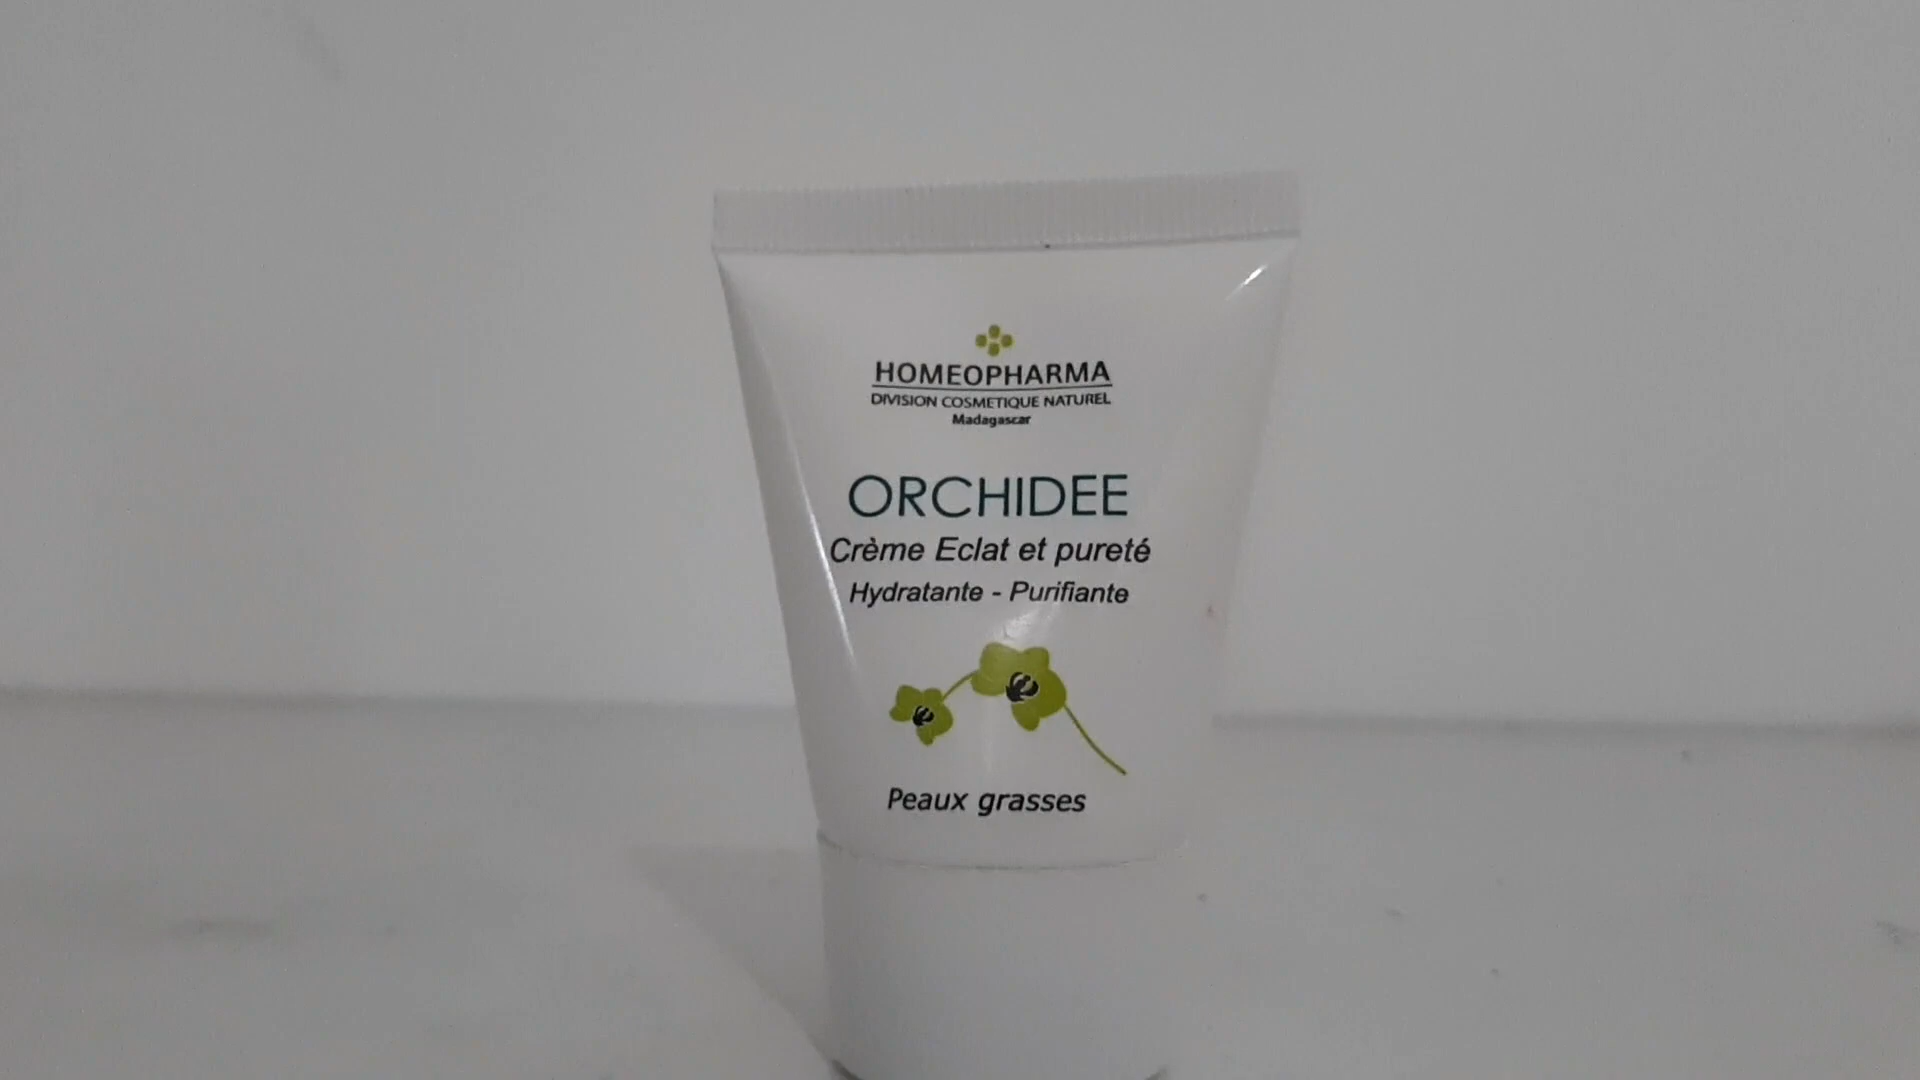 HOMEOPHARMA
DIVISION COSMETIQUE NATUREL
Madagascar
ORCHIDEE
Crème Eclat et pureté
Hydratante - Purifiante
Peaux grasses